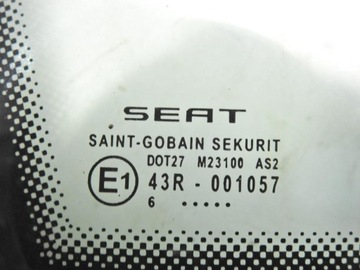 SEAT
SAINT-GOBAIN SEKURIT
DOT27 M23100 AS2
E1 43R - 001057
6 •••••